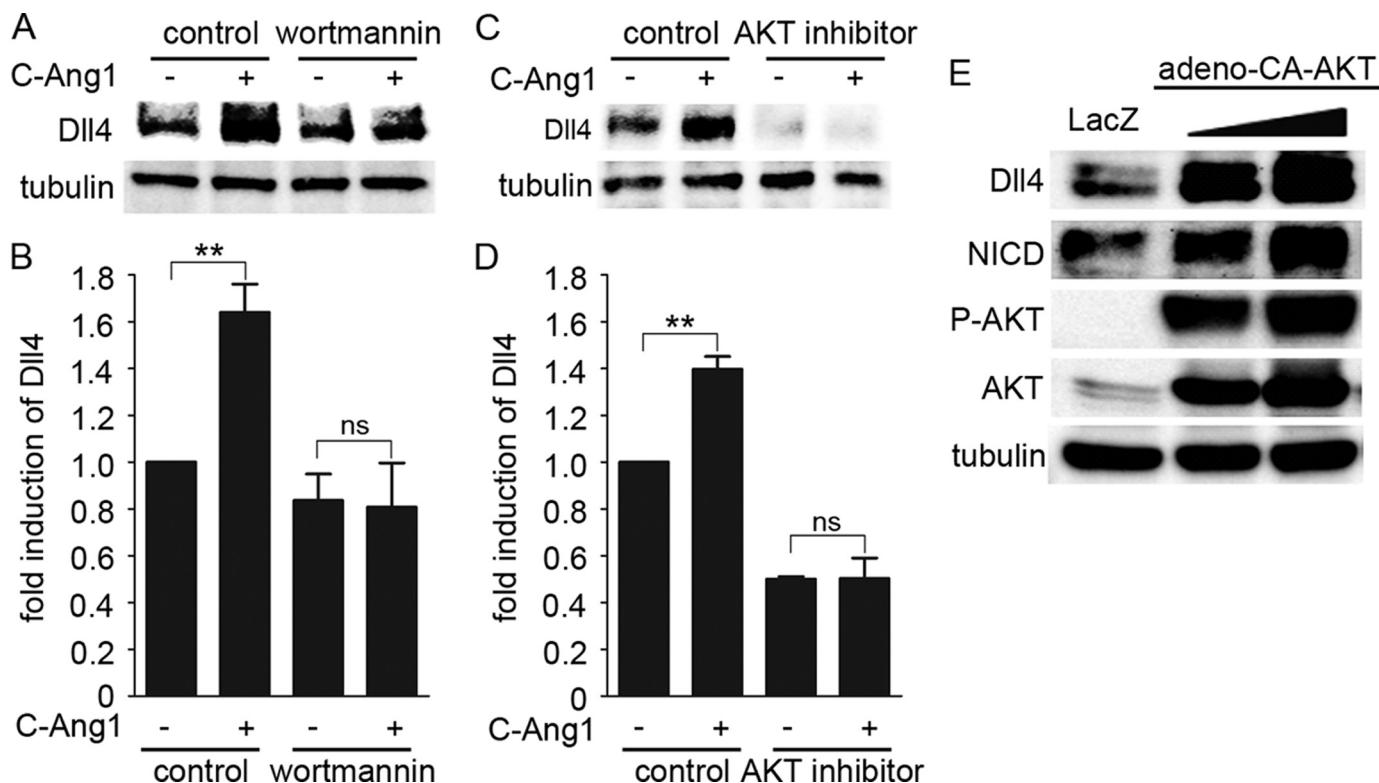 A
control wortmannin
C-Ang1 - + - +
Dll4
tubulin
B
**
ns
fold induction of Dll4
1.8
1.6
1.4
1.2
1.0
0.8
0.6
0.4
0.2
0
C-Ang1 - + - +
control wortmannin
C
control AKT inhibitor
C-Ang1 - + - +
Dll4
tubulin
D
**
ns
fold induction of Dll4
1.8
1.6
1.4
1.2
1.0
0.8
0.6
0.4
0.2
0
C-Ang1 - + - +
control AKT inhibitor
E
adeno-CA-AKT
LacZ
Dll4
NICD
P-AKT
AKT
tubulin